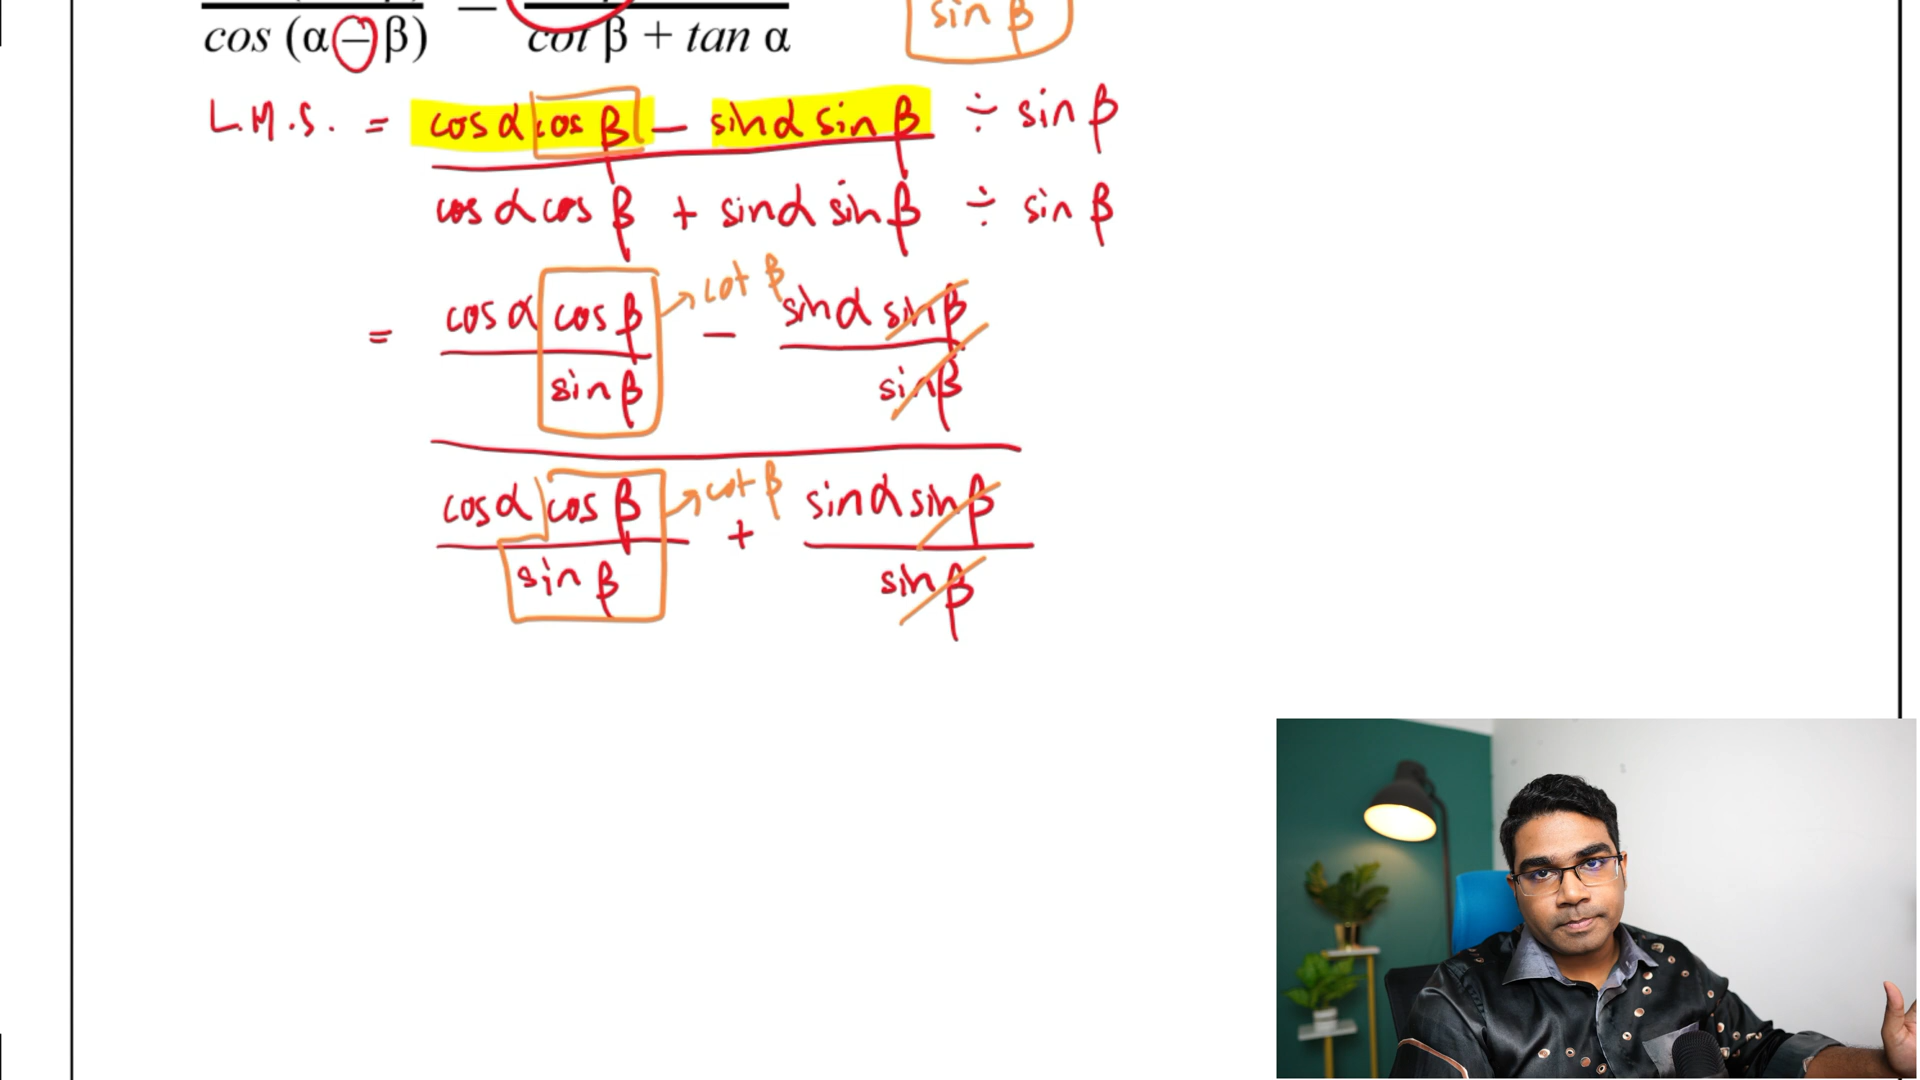 sin β
cos (α−β) − cot β + tan α
L.H.S. = cos α cos β − sin α sin β ÷ sin β
cos α cos β + sin α sin β ÷ sin β
→ cot β
= cos α cos β − sin α sin β
sin β sin β
→ cot β
cos α cos β + sin α sin β
sin β sin β